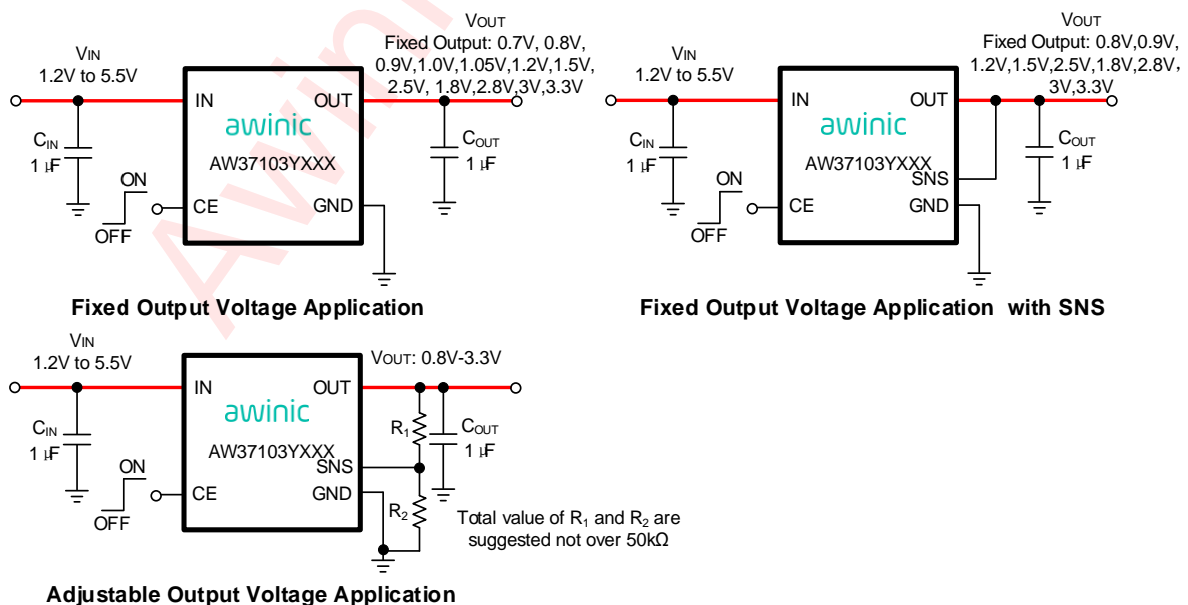 VOUT
Fixed Output: 0.7V, 0.8V,
0.9V,1.0V,1.05V,1.2V,1.5V,
2.5V, 1.8V,2.8V,3V,3.3V
VIN
1.2V to 5.5V
IN
OUT
awinic
AW37103YXXX
CIN
1 μF
COUT
1 μF
ON
OFF
CE
GND
Fixed Output Voltage Application
VOUT
Fixed Output: 0.8V,0.9V,
1.2V,1.5V,2.5V,1.8V,2.8V,
3V,3.3V
VIN
1.2V to 5.5V
IN
OUT
awinic
AW37103YXXX
SNS
CIN
1 μF
COUT
1 μF
ON
OFF
CE
GND
Fixed Output Voltage Application with SNS
VIN
1.2V to 5.5V
VOUT: 0.8V-3.3V
IN
OUT
awinic
AW37103YXXX
SNS
CIN
1 μF
R1
COUT
1 μF
ON
OFF
CE
GND
R2
Total value of R1 and R2 are
suggested not over 50kΩ
Adjustable Output Voltage Application